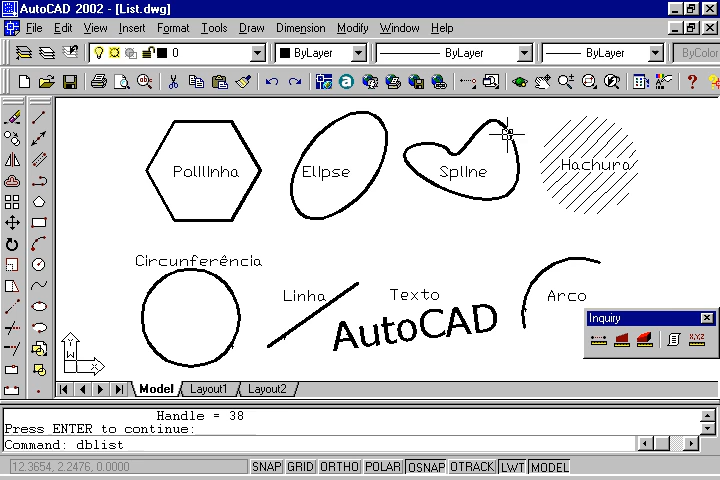 AutoCAD 2002 - [List.dwg]
File Edit View Insert Format Tools Draw Dimension Modify Window Help
0 ByLayer ByLayer ByLayer ByColor
Polilinha Elipse Spline Hachura
Circunferência
Linha Texto Arco
AutoCAD
Inquiry
X,Y,Z
Y
W
X
Model Layout1 Layout2
Handle = 38
Press ENTER to continue:
Command: dblist
12.3654, 2.2476, 0.0000 SNAP GRID ORTHO POLAR OSNAP OTRACK LWT MODEL